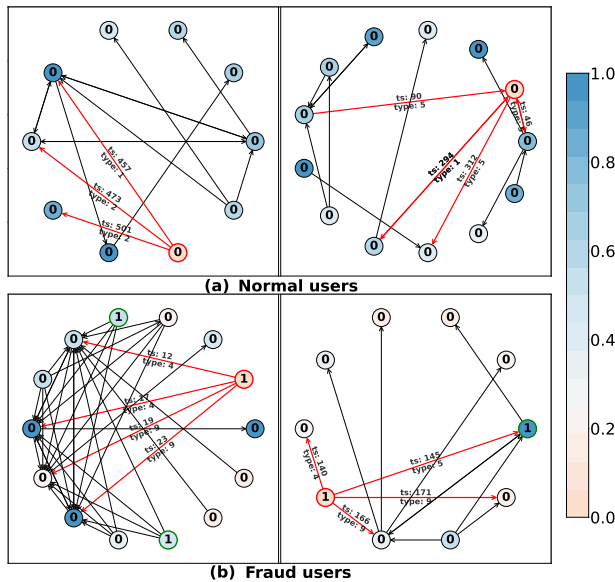 0 0 0 0 0 0 0 0 0
ts: 457
type: 1
ts: 473
type: 2
ts: 501
type: 2
0 0 0 0 0 0 0 0 0 0 0 0
ts: 90
type: 5
ts: 46
ts: 294
type: 1
ts: 312
type: 5
(a) Normal users
1 0 0 0 0 1 0 0 0 0 0 0 1
ts: 12
type: 4
ts: 17
type: 4
ts: 19
type: 9
ts: 23
type: 9
0 0 0 0 0 1 1 0 0 0
ts: 140
type: 4
ts: 145
type: 5
ts: 171
type: 9
ts: 166
type: 9
(b) Fraud users
1.0
0.8
0.6
0.4
0.2
0.0